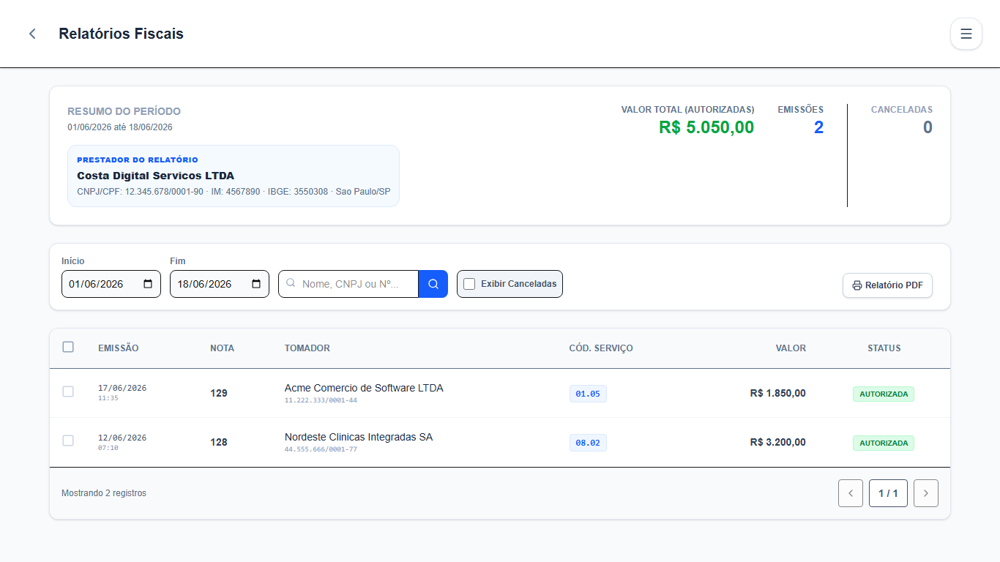 Relatórios Fiscais
RESUMO DO PERÍODO
01/06/2026 até 18/06/2026
VALOR TOTAL (AUTORIZADAS)
R$ 5.050,00
EMISSÕES
2
CANCELADAS
0
PRESTADOR DO RELATÓRIO
Costa Digital Servicos LTDA
CNPJ/CPF: 12.345.678/0001-90 · IM: 4567890 · IBGE: 3550308 · Sao Paulo/SP
Início
01/06/2026
Fim
18/06/2026
Nome, CNPJ ou Nº...
Exibir Canceladas
Relatório PDF
EMISSÃO NOTA TOMADOR CÓD. SERVIÇO VALOR STATUS
17/06/2026
11:35
129
Acme Comercio de Software LTDA
11.222.333/0001-44
01.05
R$ 1.850,00
AUTORIZADA
12/06/2026
07:10
128
Nordeste Clinicas Integradas SA
44.555.666/0001-77
08.02
R$ 3.200,00
AUTORIZADA
Mostrando 2 registros
1 / 1